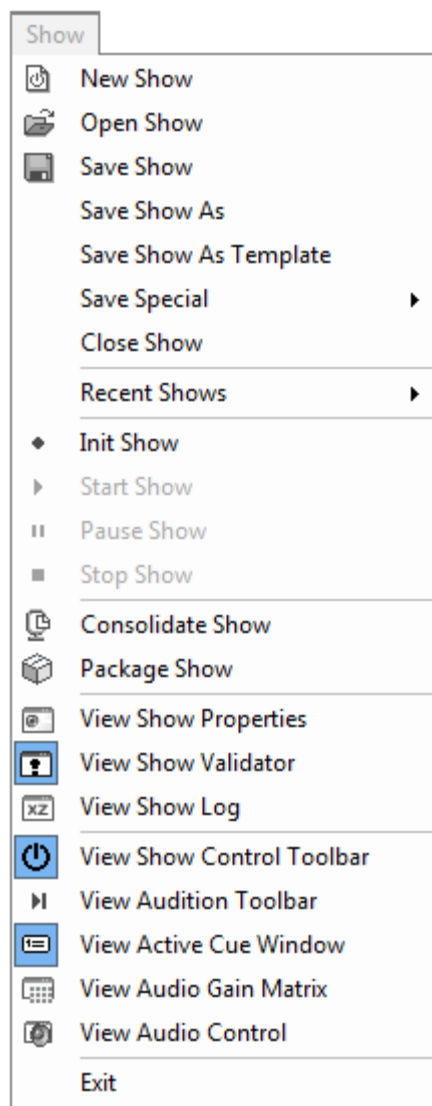 Show
New Show
Open Show
Save Show
Save Show As
Save Show As Template
Save Special
Close Show
Recent Shows
Init Show
Start Show
Pause Show
Stop Show
Consolidate Show
Package Show
View Show Properties
View Show Validator
XZ View Show Log
View Show Control Toolbar
View Audition Toolbar
View Active Cue Window
View Audio Gain Matrix
View Audio Control
Exit